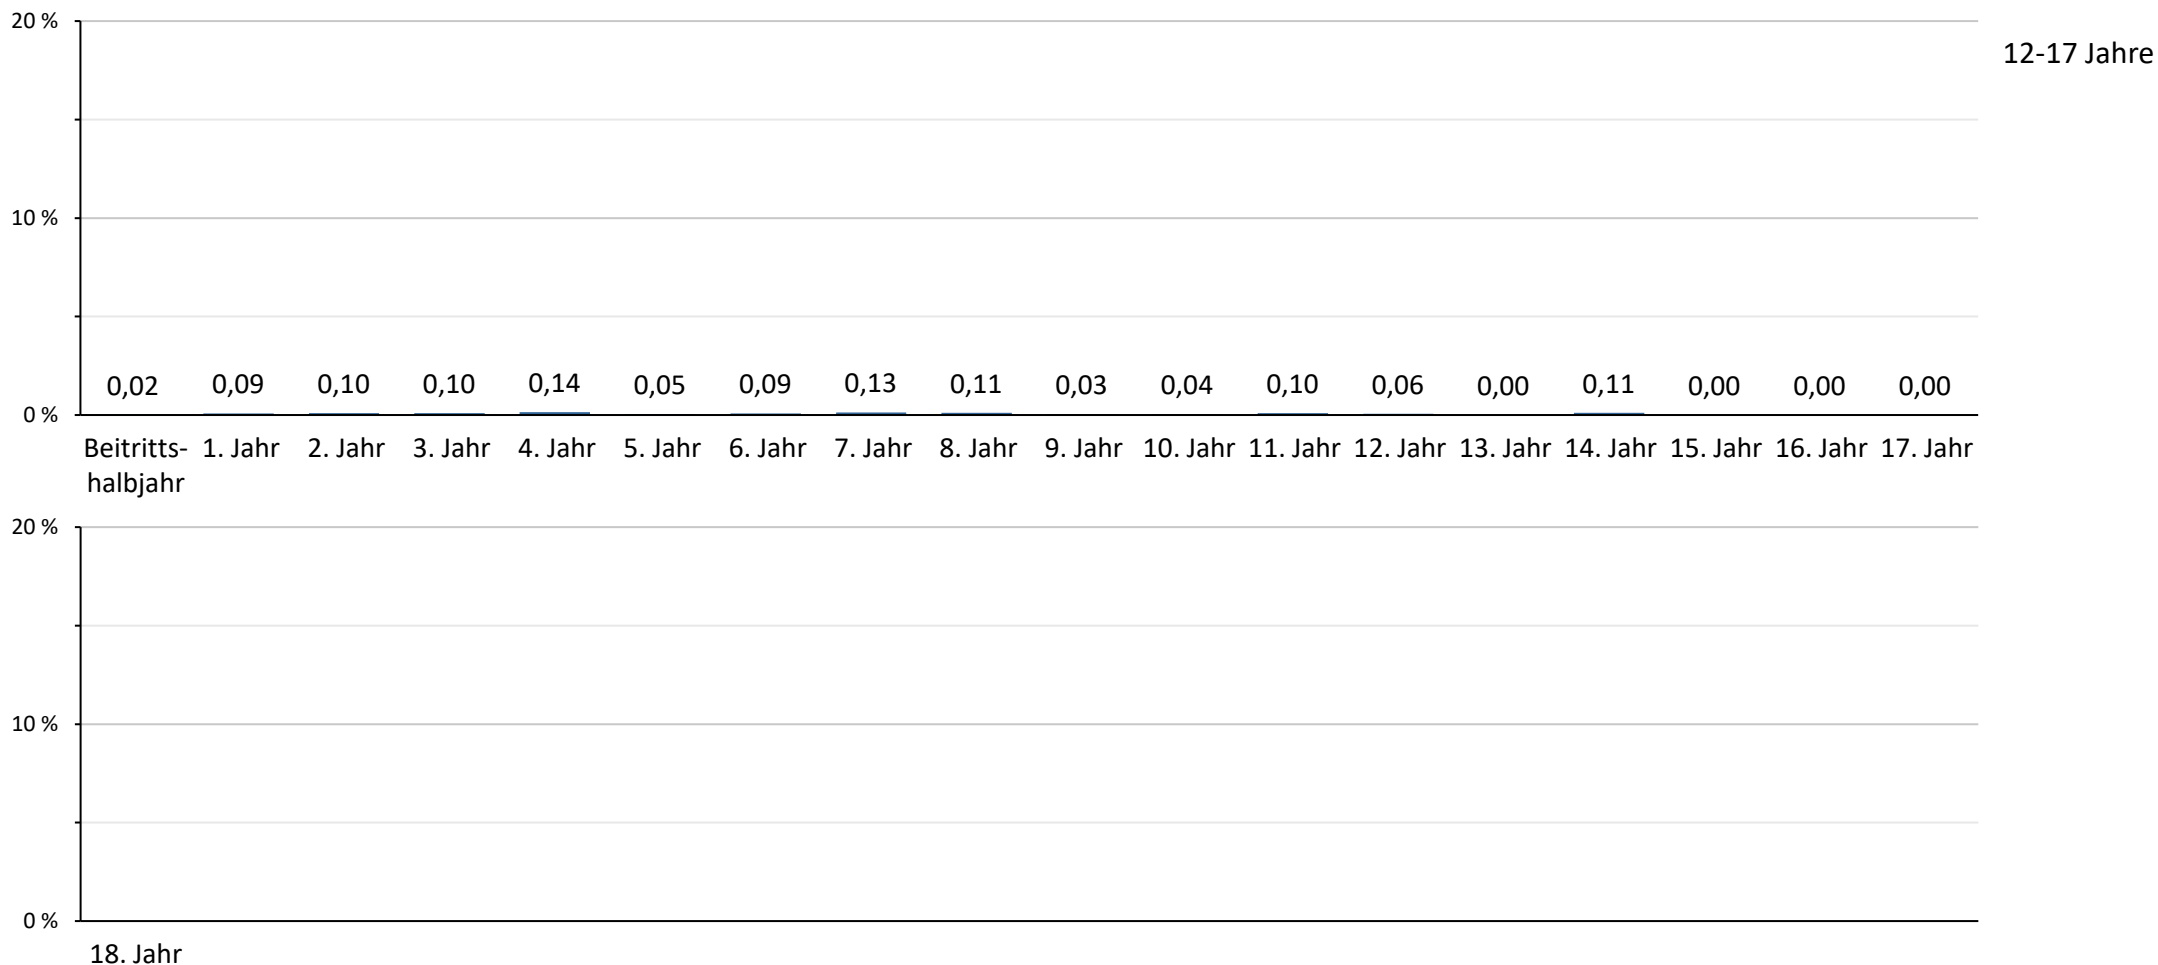 20 %
12-17 Jahre
10 %
0,02 0,09 0,10 0,10 0,14 0,05 0,09 0,13 0,11 0,03 0,04 0,10 0,06 0,00 0,11 0,00 0,00 0,00
0 %
Beitritts- 1. Jahr 2. Jahr 3. Jahr 4. Jahr 5. Jahr 6. Jahr 7. Jahr 8. Jahr 9. Jahr 10. Jahr 11. Jahr 12. Jahr 13. Jahr 14. Jahr 15. Jahr 16. Jahr 17. Jahr
halbjahr
20 %
10 %
0 %
18. Jahr